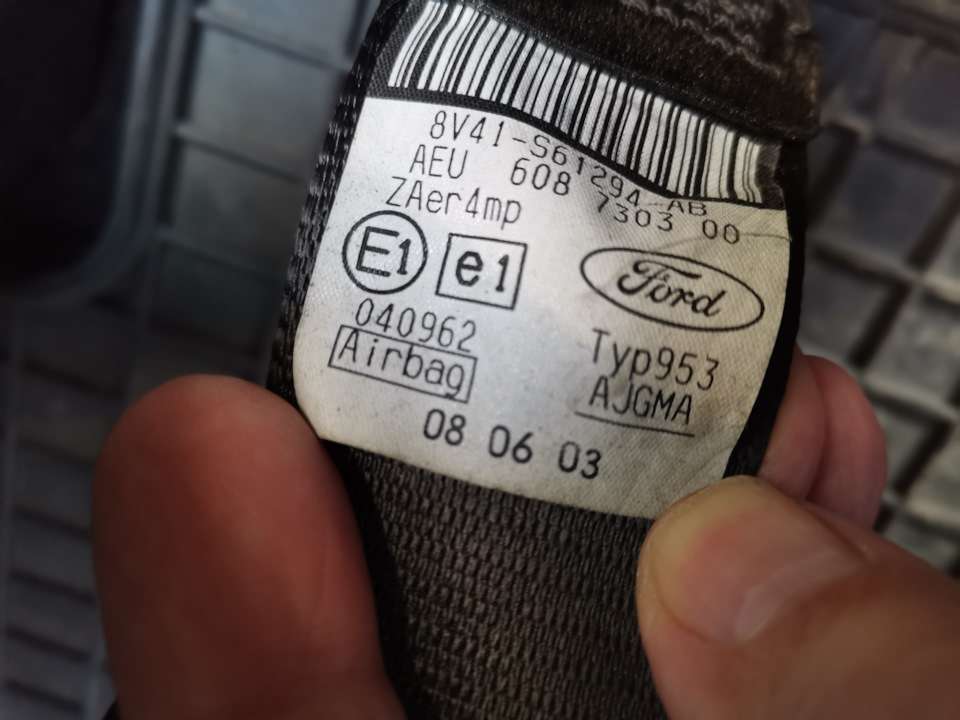 8V41-S61294-AB
AEU 608 7303 00
ZAer4mp
E1 e1 Ford
040962 Typ953
Airbag AJGMA
08 06 03